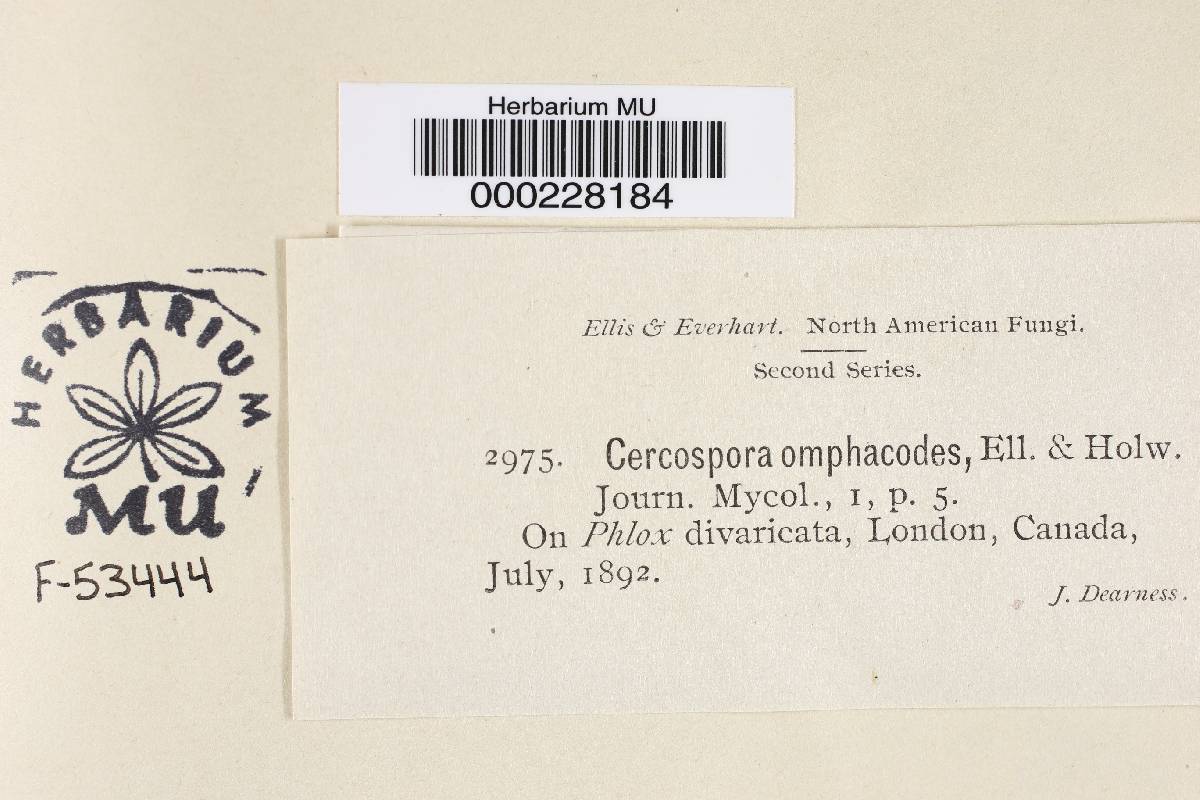 Herbarium MU
000228184
HERBARIUM
MU
F-53444
Ellis & Everhart. North American Fungi.
Second Series.
2975. Cercospora omphacodes, Ell. & Holw.
Journ. Mycol., 1, p. 5.
On Phlox divaricata, London, Canada,
July, 1892.
J. Dearness.